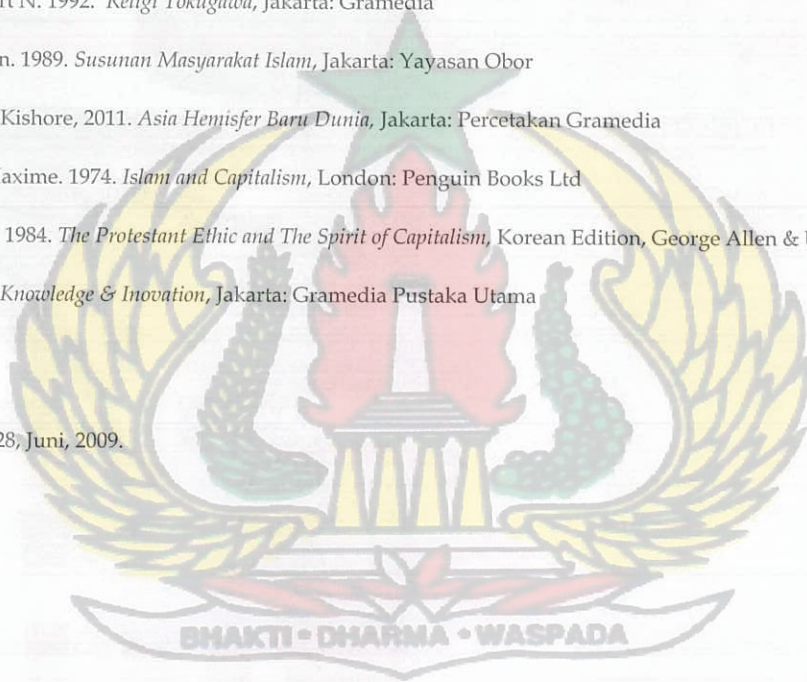 rt N. 1992. Religi Tokugawa, Jakarta: Gramedia
n. 1989. Susunan Masyarakat Islam, Jakarta: Yayasan Obor
Kishore, 2011. Asia Hemisfer Baru Dunia, Jakarta: Percetakan Gramedia
axime. 1974. Islam and Capitalism, London: Penguin Books Ltd
1984. The Protestant Ethic and The Spirit of Capitalism, Korean Edition, George Allen &
Knowledge & Inovation, Jakarta: Gramedia Pustaka Utama
28, Juni, 2009.
BHAKTI • DHARMA • WASPADA